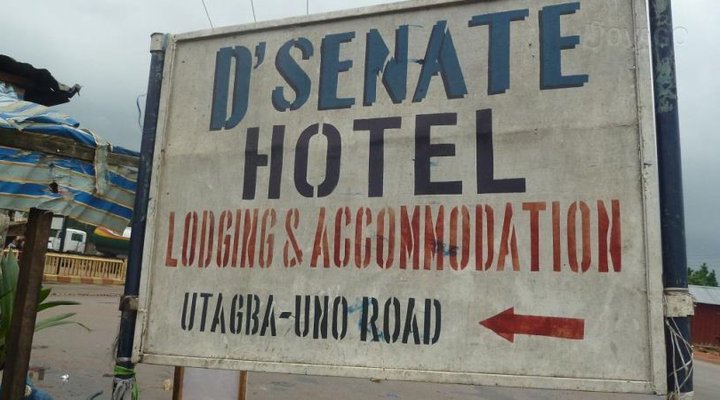 D'SENATE
HOTEL
LODGING & ACCOMMODATION
UTAGBA-UNO ROAD